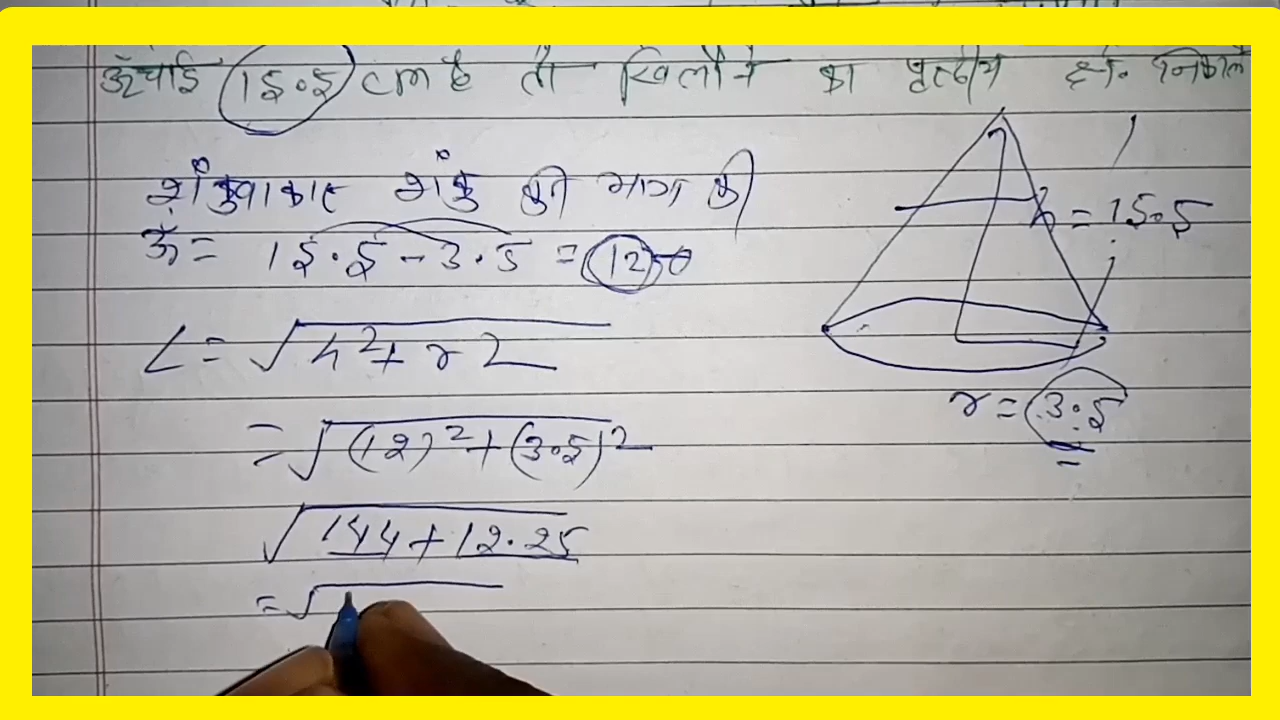 ऊँचाई 15.5 cm है तो खिलौने का पृष्ठीय क्षे. निकाले
शंकुवाकार शंकु की भाग की
ऊँ = 15.5 - 3.5 = 12
h = 15.5
L = √h2 + r2
r = 3.5
= √(12)2 + (3.5)2
√144 + 12.25
= √